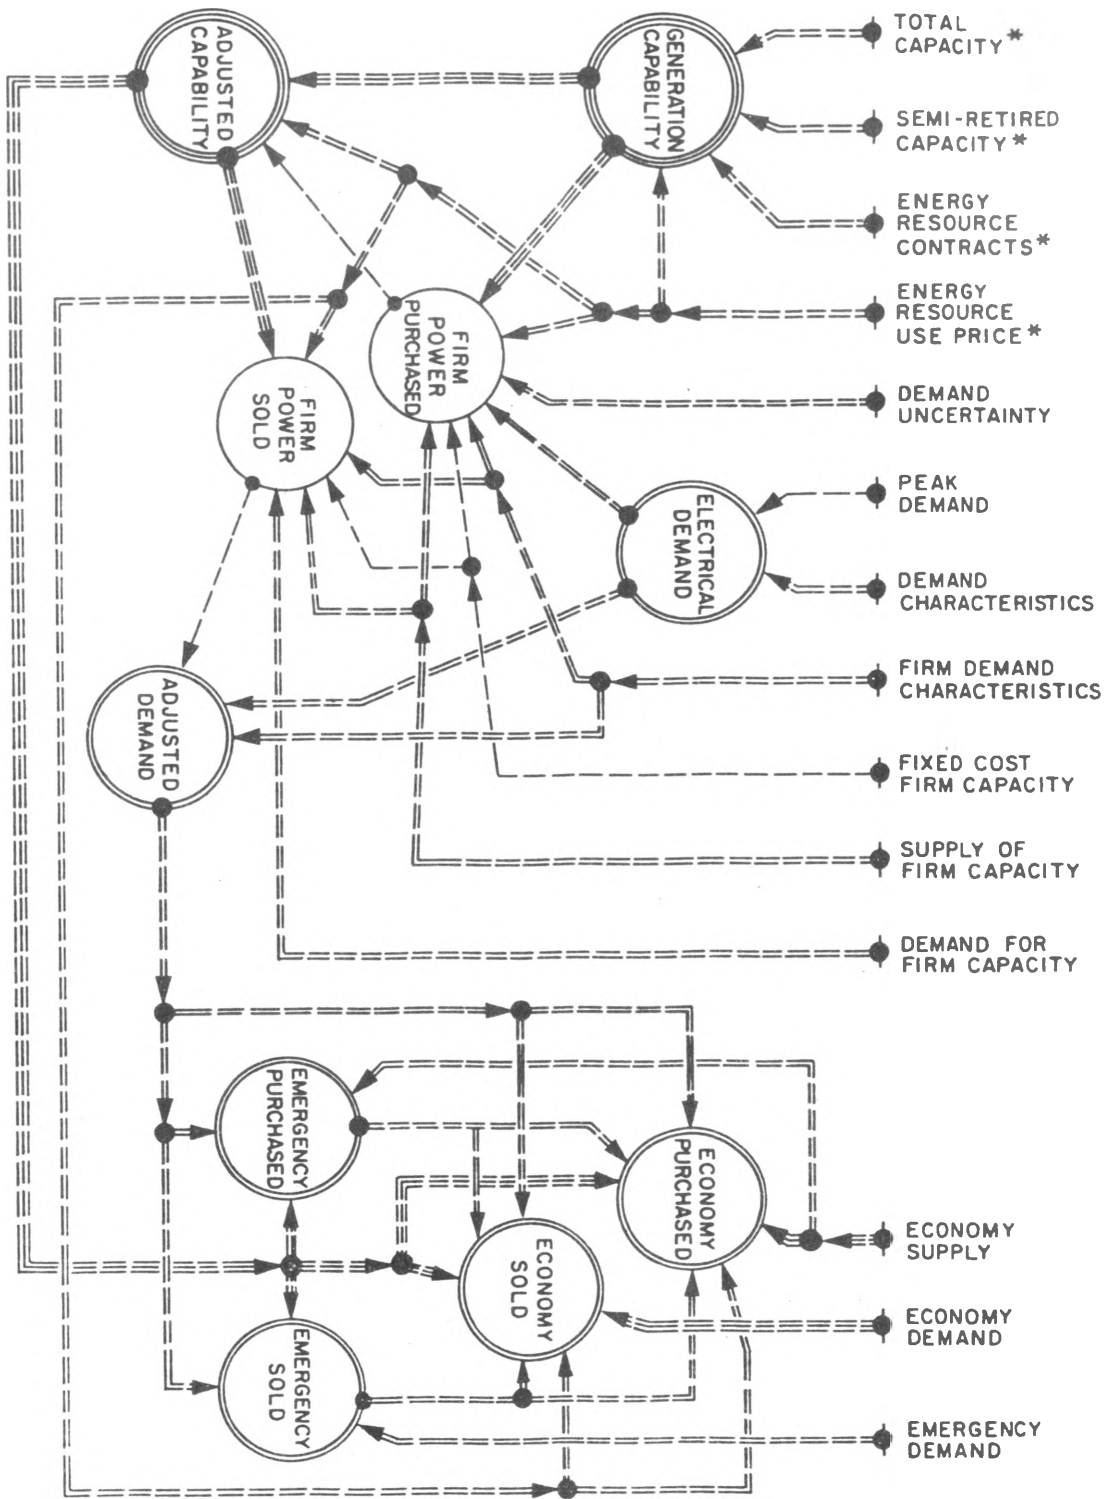 TOTAL
CAPACITY*
SEMI-RETIRED
CAPACITY*
ENERGY
RESOURCE
CONTRACTS*
ENERGY
RESOURCE
USE PRICE*
DEMAND
UNCERTAINTY
PEAK
DEMAND
DEMAND
CHARACTERISTICS
FIRM DEMAND
CHARACTERISTICS
FIXED COST
FIRM CAPACITY
SUPPLY OF
FIRM CAPACITY
DEMAND FOR
FIRM CAPACITY
ECONOMY
SUPPLY
ECONOMY
DEMAND
EMERGENCY
DEMAND
GENERATION
CAPABILITY
ADJUSTED
CAPABILITY
FIRM
POWER
PURCHASED
FIRM
POWER
SOLD
ELECTRICAL
DEMAND
ADJUSTED
DEMAND
EMERGENCY
PURCHASED
ECONOMY
PURCHASED
ECONOMY
SOLD
EMERGENCY
SOLD